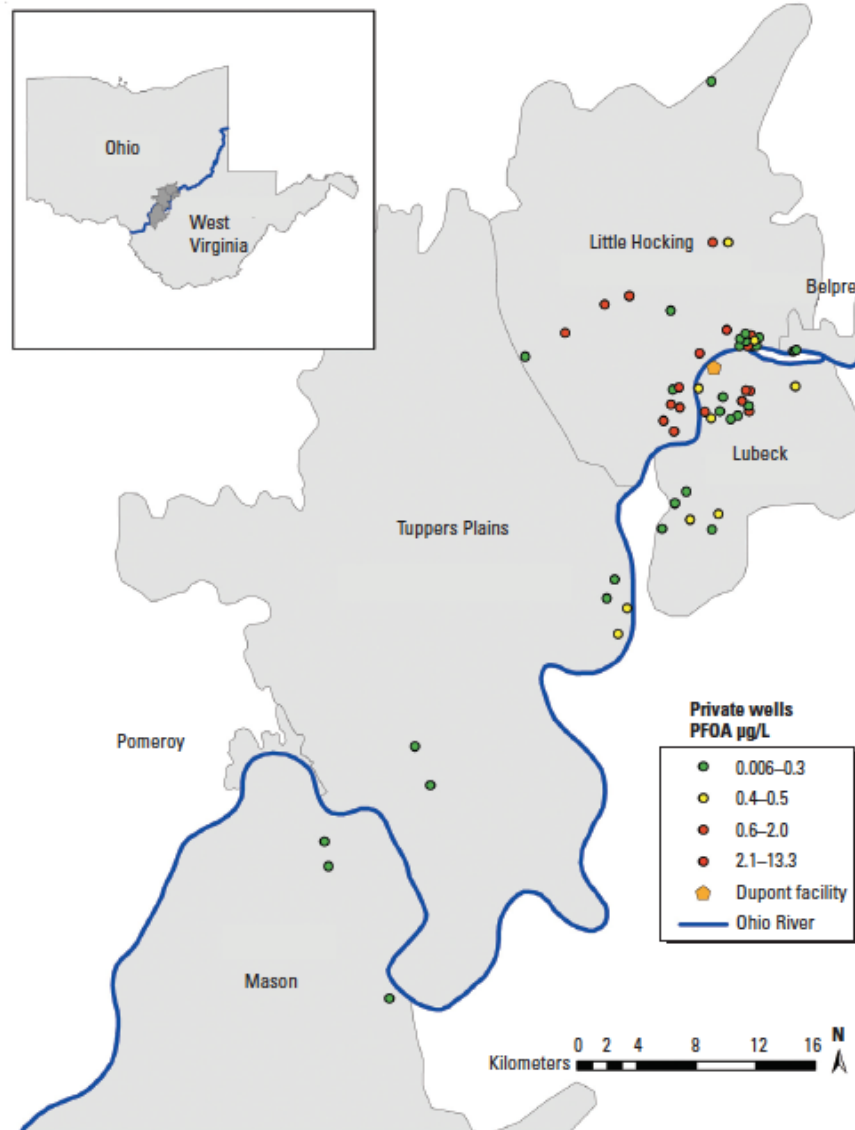 Ohio
West
Virginia
Little Hocking
Belpre
Lubeck
Tuppers Plains
Pomeroy
Mason
Private wells
PFOA µg/L
0.006–0.3
0.4–0.5
0.6–2.0
2.1–13.3
Dupont facility
Ohio River
Kilometers 0 2 4 8 12 16 N